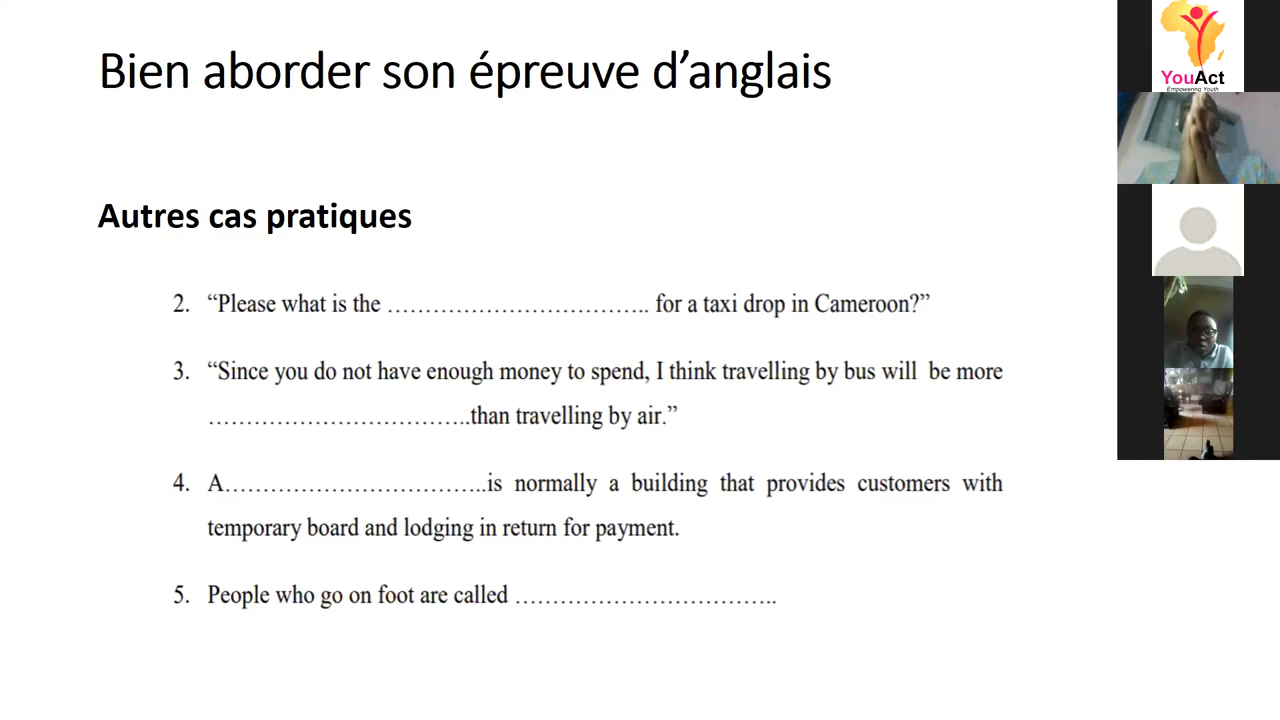 Bien aborder son épreuve d’anglais
Autres cas pratiques
2. “Please what is the ……………………………….. for a taxi drop in Cameroon?”
3. “Since you do not have enough money to spend, I think travelling by bus will be more
……………………………..than travelling by air.”
4. A……………………………..is normally a building that provides customers with
temporary board and lodging in return for payment.
5. People who go on foot are called ……………………………..
YouAct
Empowering Youth